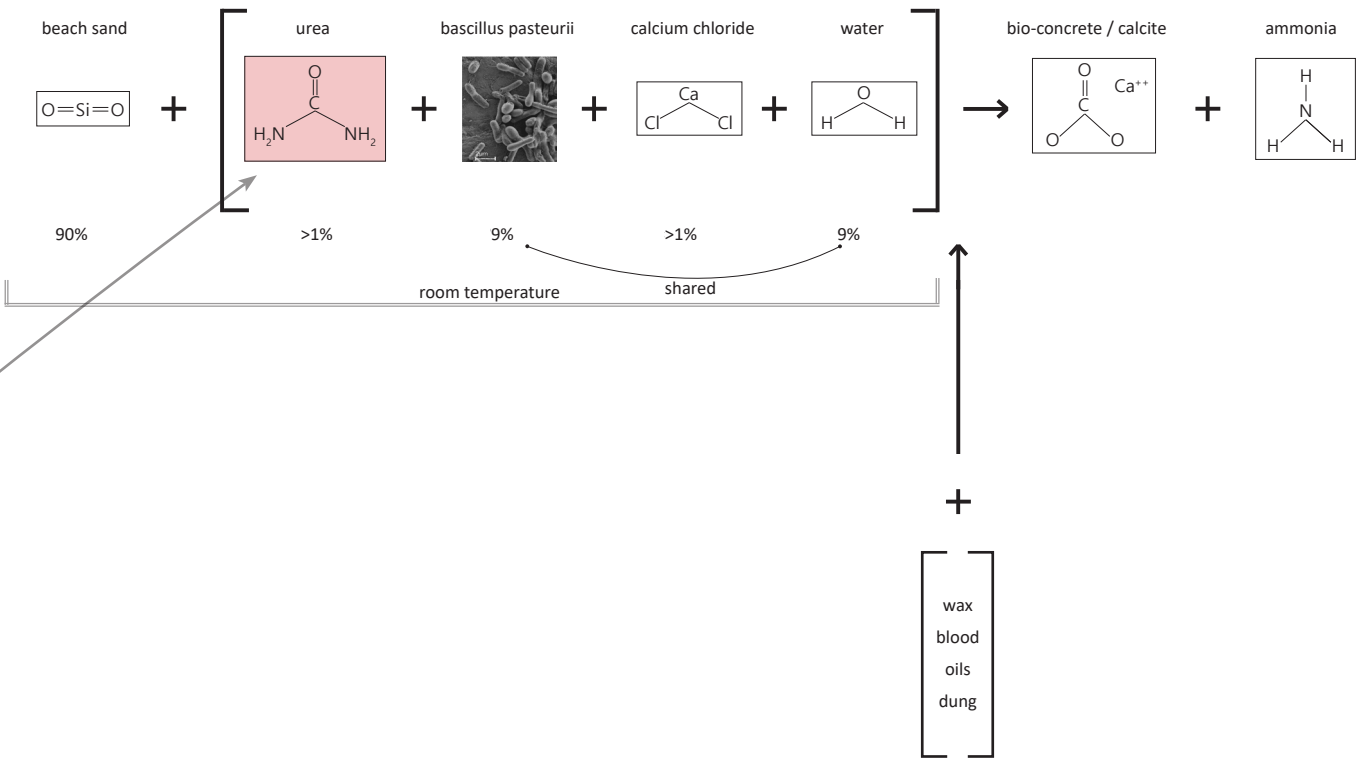 beach sand urea bascillus pasteurii calcium chloride water bio-concrete / calcite ammonia
O=Si=O + O C H2N NH2 + 2µm + Ca Cl Cl + O H H → O C O O Ca++ + H N H H
90% >1% 9% >1% 9%
room temperature shared
+
wax
blood
oils
dung